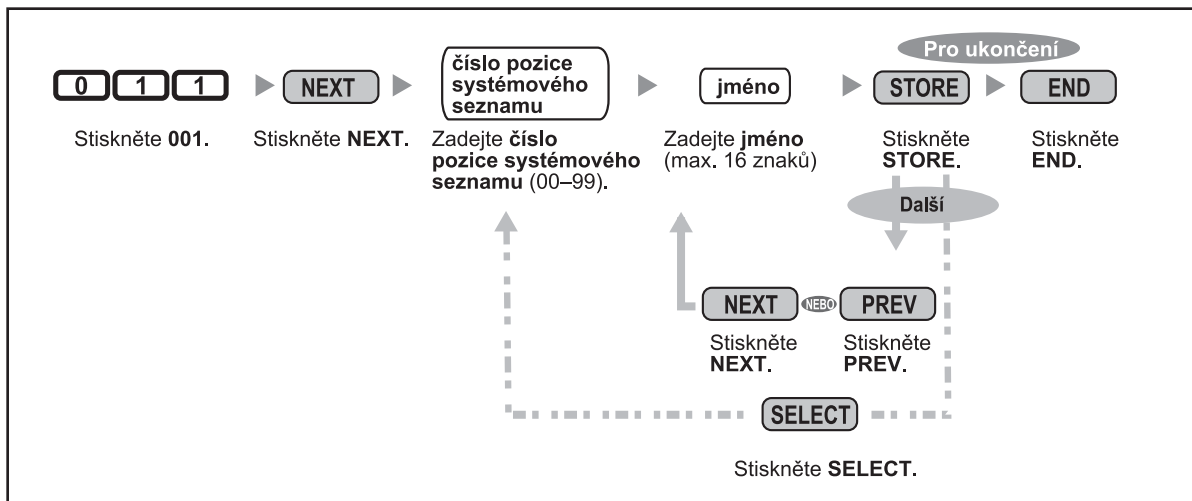 Pro ukončení
0 1 1 NEXT číslo pozice systémového seznamu jméno STORE END
Stiskněte 001.
Stiskněte NEXT.
Zadejte číslo
pozice systémového
seznamu (00–99).
Zadejte jméno
(max. 16 znaků)
Stiskněte
STORE.
Stiskněte
END.
Další
NEXT NEBO PREV
Stiskněte
NEXT.
Stiskněte
PREV.
SELECT
Stiskněte SELECT.